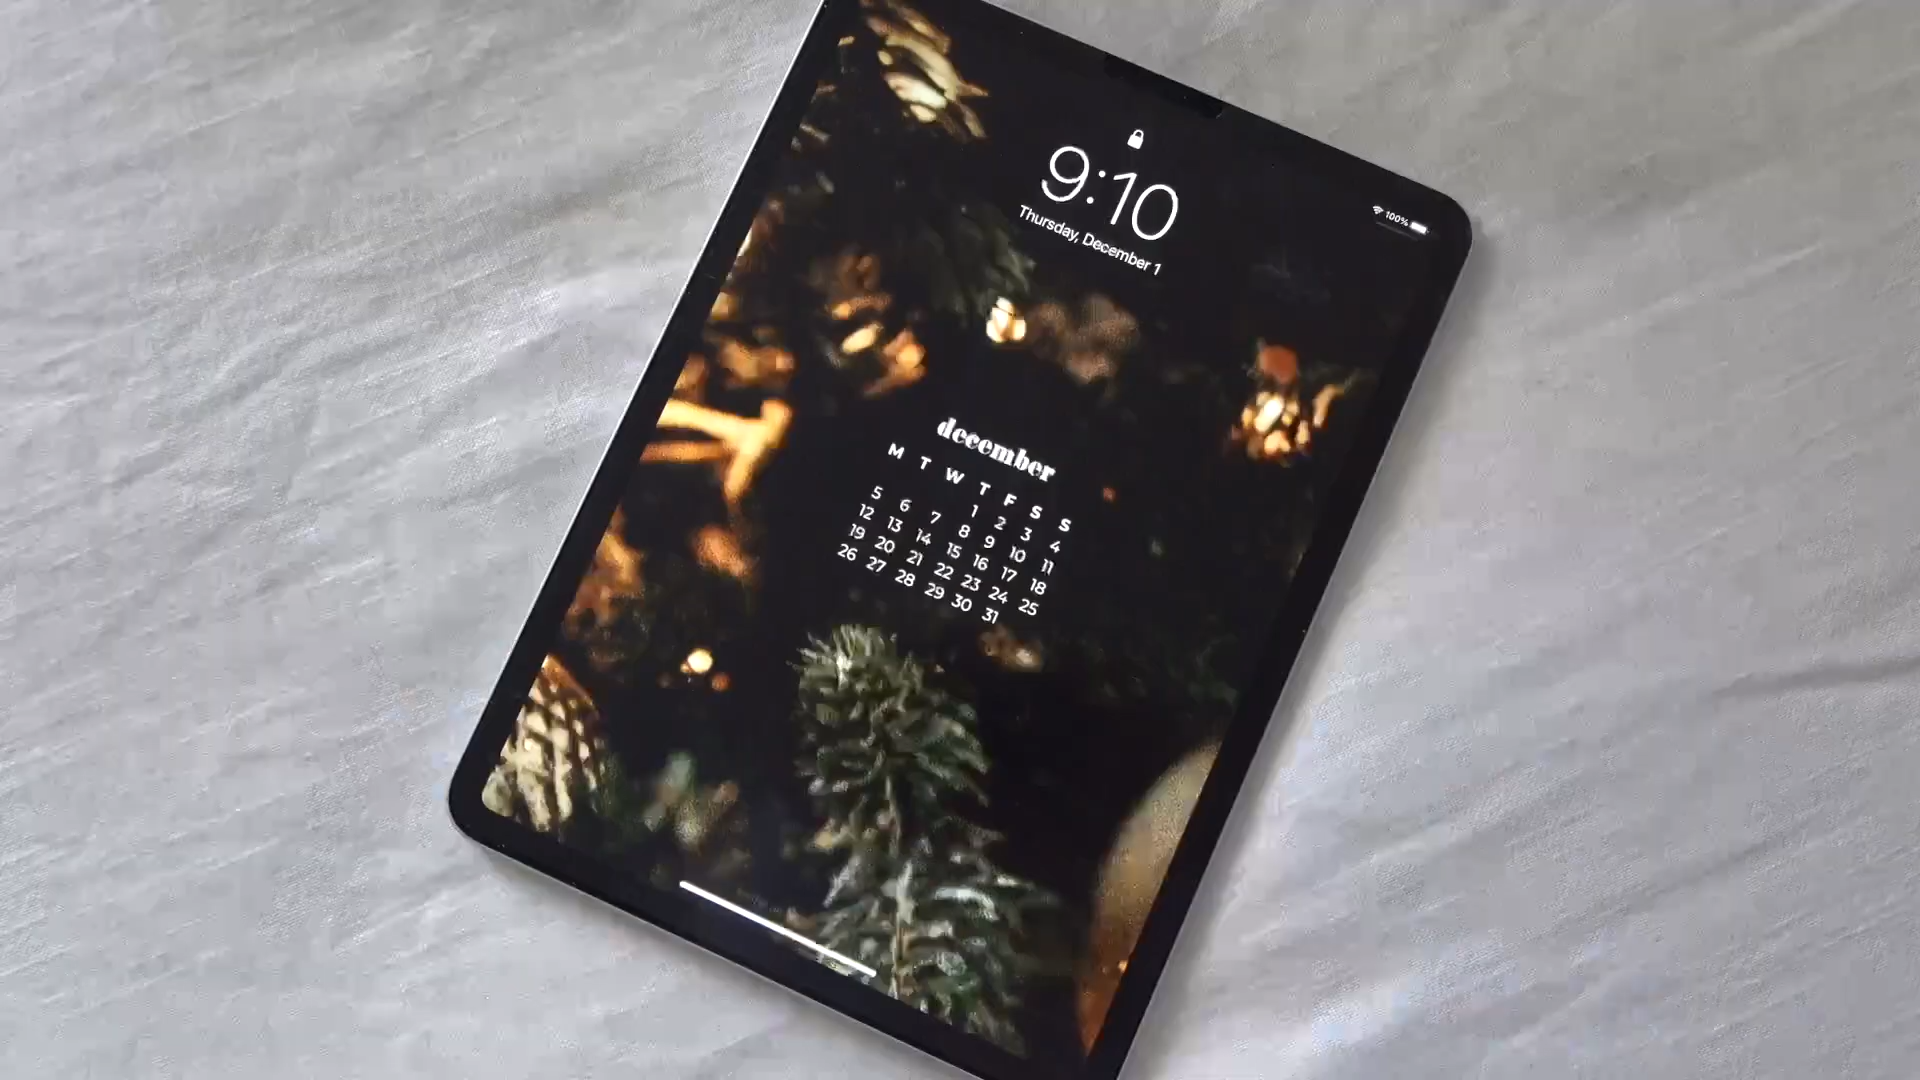 9:10
Thursday, December 1
100%
december
M T W T F S S
1 2 3 4
5 6 7 8 9 10 11
12 13 14 15 16 17 18
19 20 21 22 23 24 25
26 27 28 29 30 31